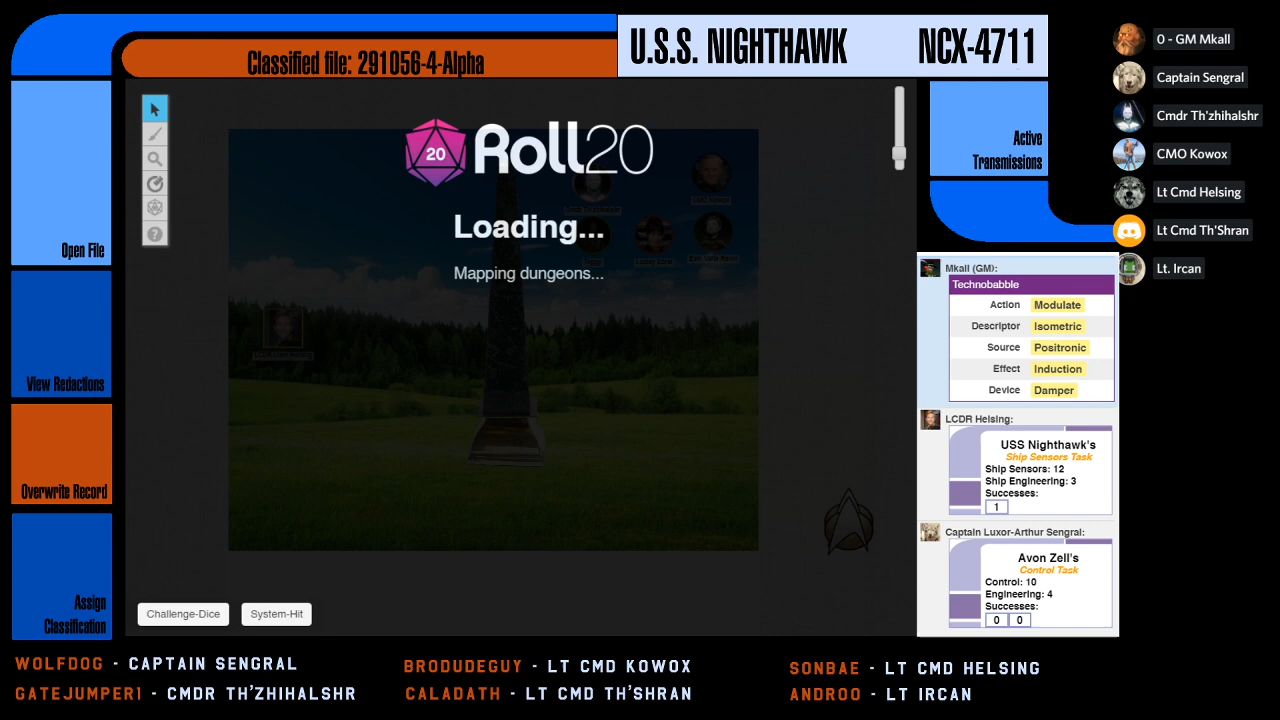 Classified file: 291056-4-Alpha
U.S.S. NIGHTHAWK NCX-4711
Open File
View Redactions
Overwrite Record
Assign
Classification
20 Roll20
Loading...
Mapping dungeons...
Challenge-Dice System-Hit
Active
Transmissions
Mkall (GM):
Technobabble
Action Modulate
Descriptor Isometric
Source Positronic
Effect Induction
Device Damper
LCDR Helsing:
USS Nighthawk's
Ship Sensors Task
Ship Sensors: 12
Ship Engineering: 3
Successes:
1
Captain Luxor-Arthur Sengral:
Avon Zell's
Control Task
Control: 10
Engineering: 4
Successes:
0 0
0 - GM Mkall
Captain Sengral
Cmdr Th'zhihalshr
CMO Kowox
Lt Cmd Helsing
Lt Cmd Th'Shran
Lt. Ircan
WOLFDOG - CAPTAIN SENGRAL
BRODUDEGUY - LT CMD KOWOX
SONBAE - LT CMD HELSING
GATEJUMPER1 - CMDR TH'ZHIHALSHR
CALADATH - LT CMD TH'SHRAN
ANDROO - LT IRCAN